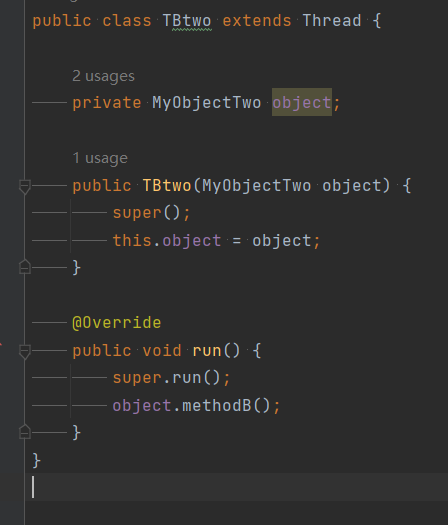 public class TBtwo extends Thread {
2 usages
private MyObjectTwo object;
1 usage
public TBtwo(MyObjectTwo object) {
super();
this.object = object;
}
@Override
public void run() {
super.run();
object.methodB();
}
}